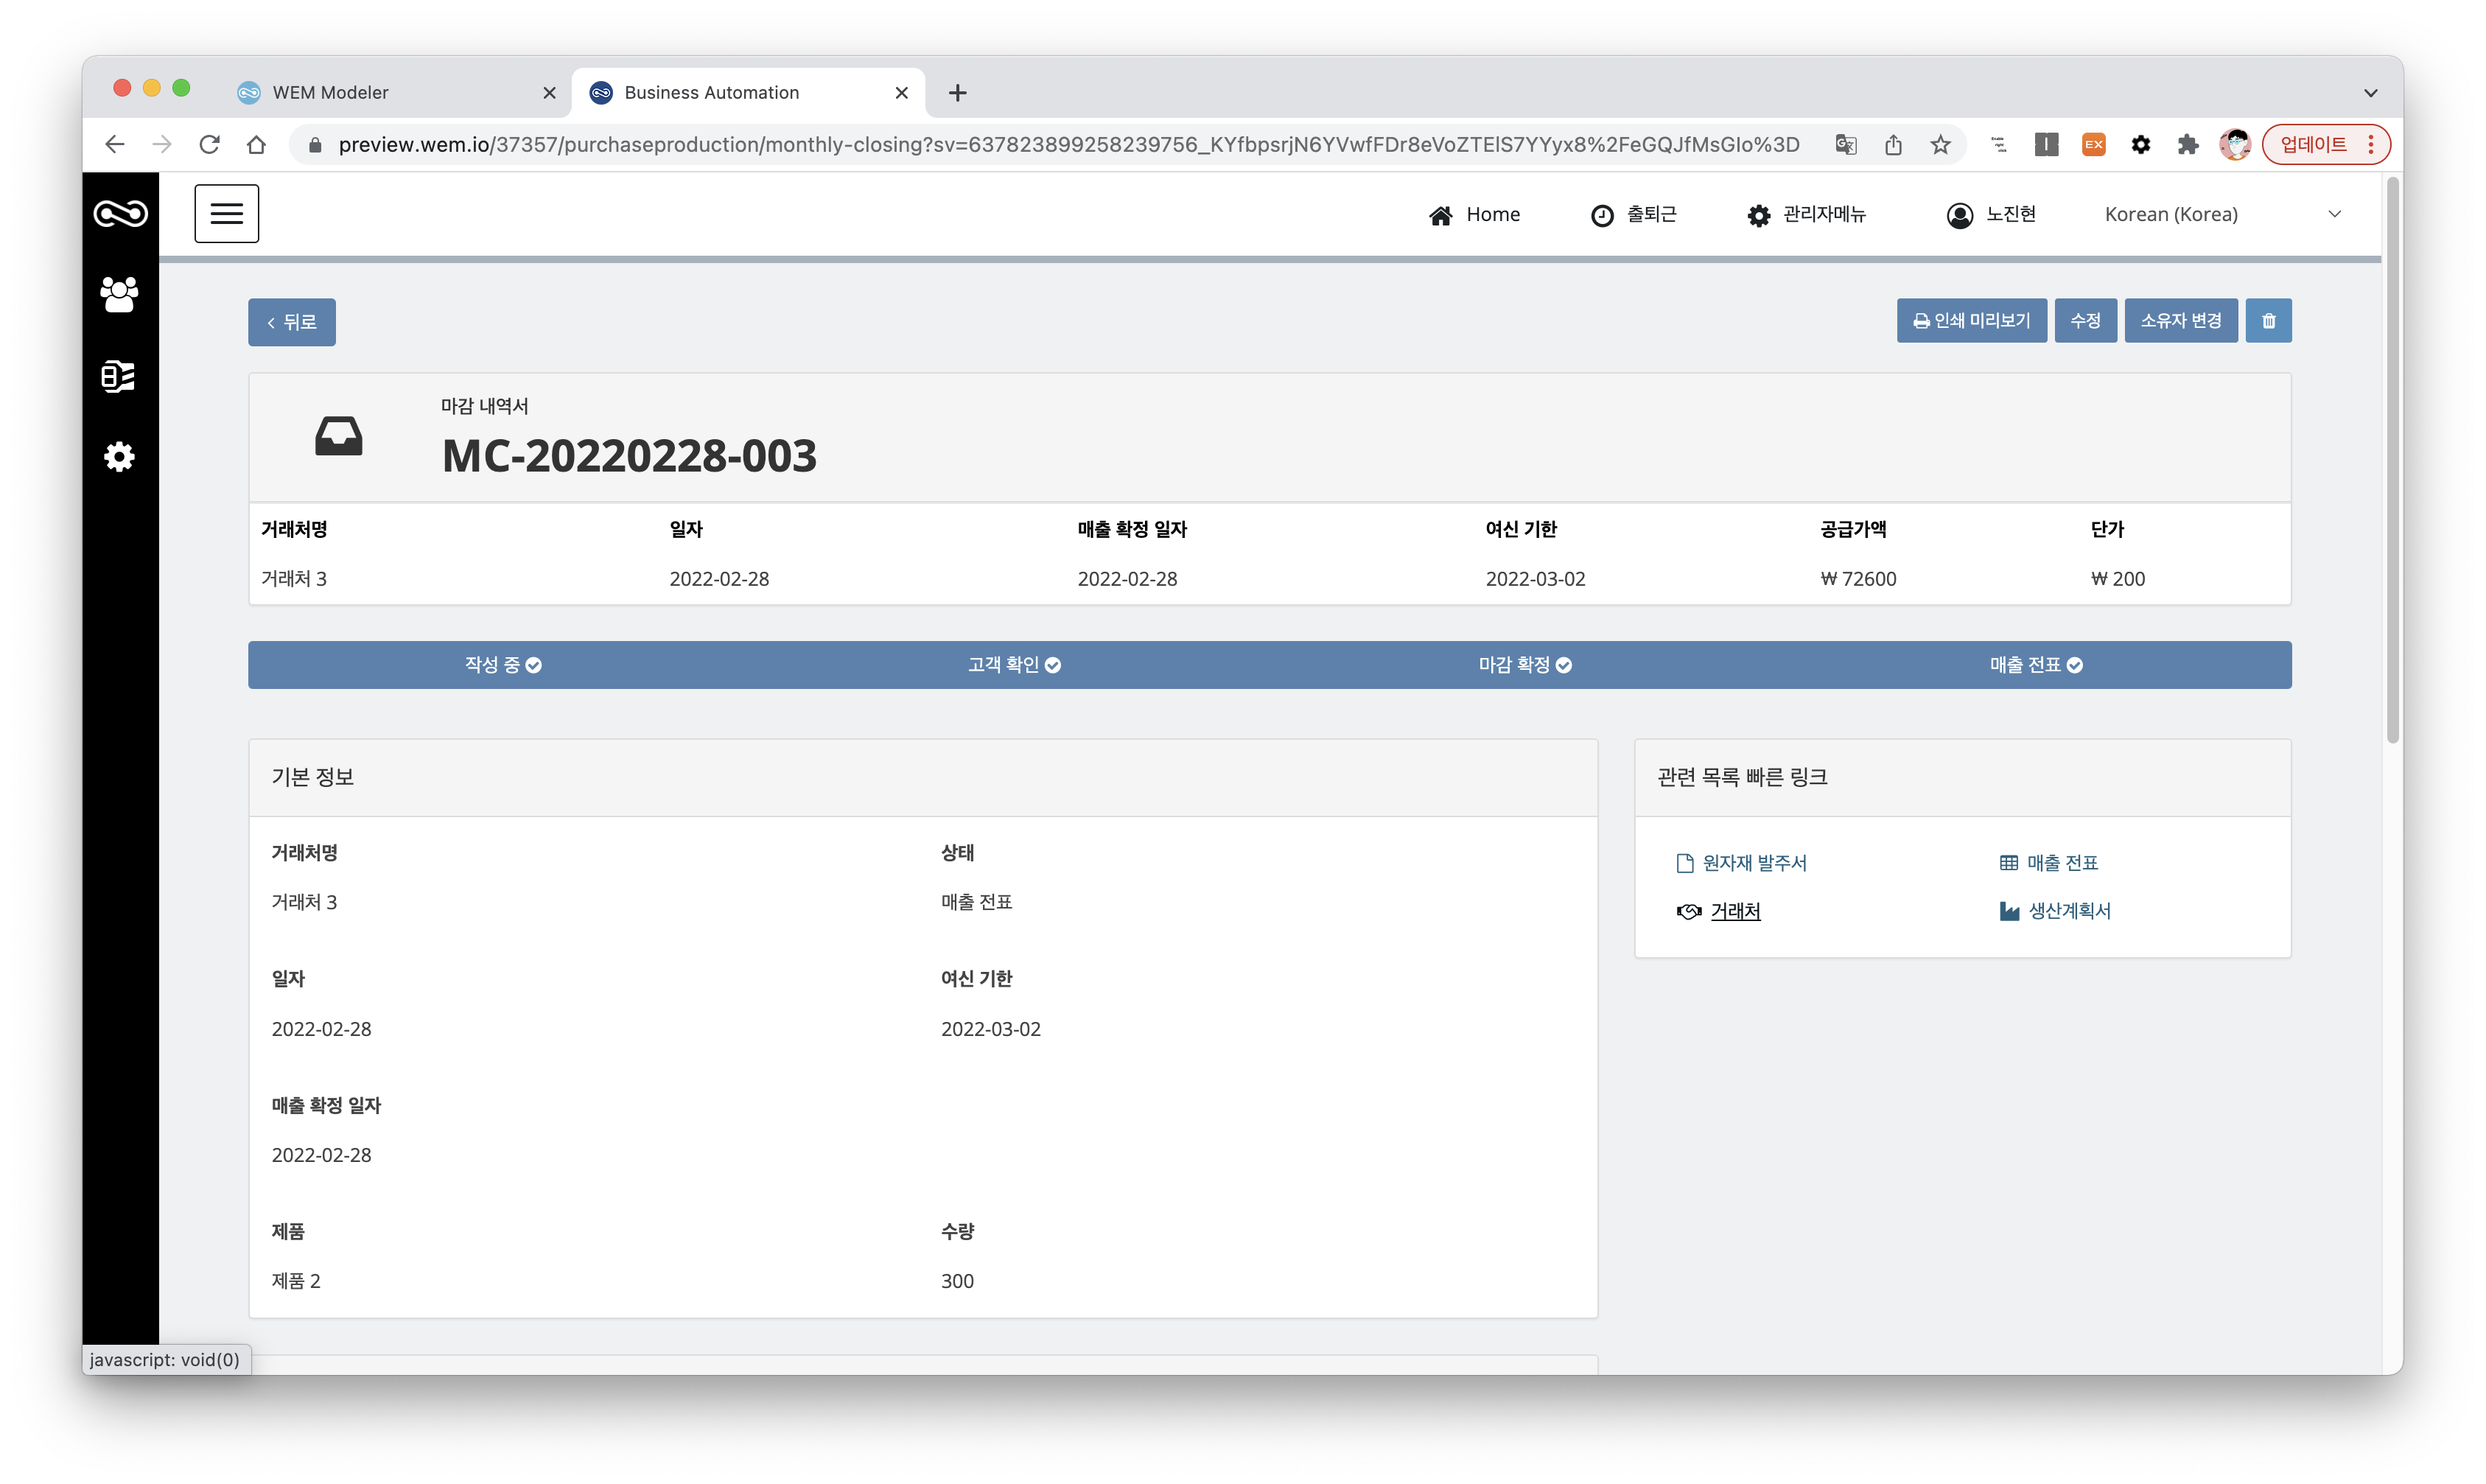 WEM Modeler
Business Automation
preview.wem.io/37357/purchaseproduction/monthly-closing?sv=637823899258239756_KYfbpsrjN6YVwfFDr8eVoZTElS7YYyx8%2FeGQJfMsGIo%3D
EX
업데이트
Home
출퇴근
관리자메뉴
노진현
Korean (Korea)
뒤로
인쇄 미리보기
수정
소유자 변경
마감 내역서
MC-20220228-003
거래처명 일자 매출 확정 일자 여신 기한 공급가액 단가
거래처 3 2022-02-28 2022-02-28 2022-03-02 ₩ 72600 ₩ 200
작성 중 고객 확인 마감 확정 매출 전표
기본 정보
거래처명 상태
거래처 3 매출 전표
일자 여신 기한
2022-02-28 2022-03-02
매출 확정 일자
2022-02-28
제품 수량
제품 2 300
관련 목록 빠른 링크
원자재 발주서 매출 전표
거래처 생산계획서
javascript: void(0)